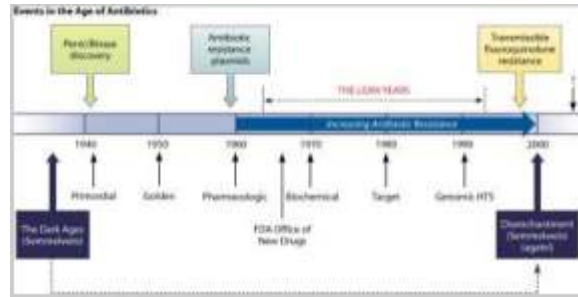 Events in the Age of Antibiotics
Penicillinase
discovery
Antibiotic
resistance
plasmids
Transmissible
fluoroquinolone
resistance
THE LEAN YEARS
Increasing Antibiotic Resistance
1940
1950
1960
1970
1980
1990
2000
Primordial
Golden
Pharmacologic
Biochemical
Target
Genomic HTS
FDA Office of
New Drugs
The Dark Ages
(Semmelweis)
Disenchantment
(Semmelweis
again)